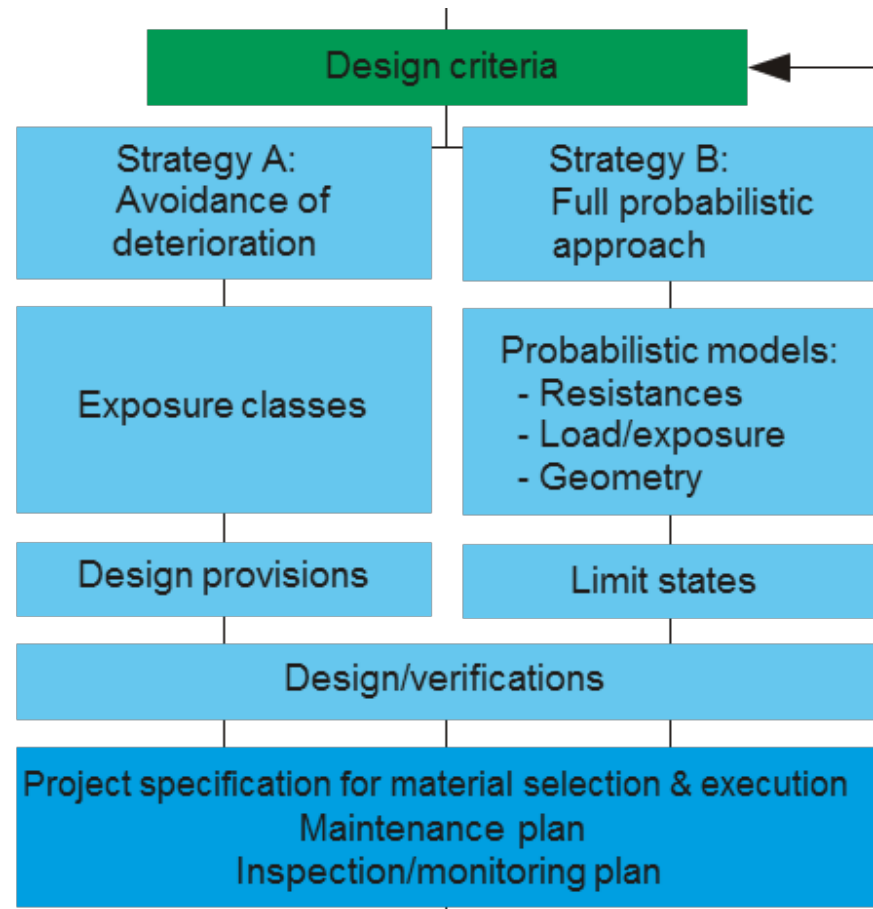 Design criteria
Strategy A:
Avoidance of
deterioration
Strategy B:
Full probabilistic
approach
Exposure classes
Probabilistic models:
- Resistances
- Load/exposure
- Geometry
Design provisions
Limit states
Design/verifications
Project specification for material selection & execution
Maintenance plan
Inspection/monitoring plan